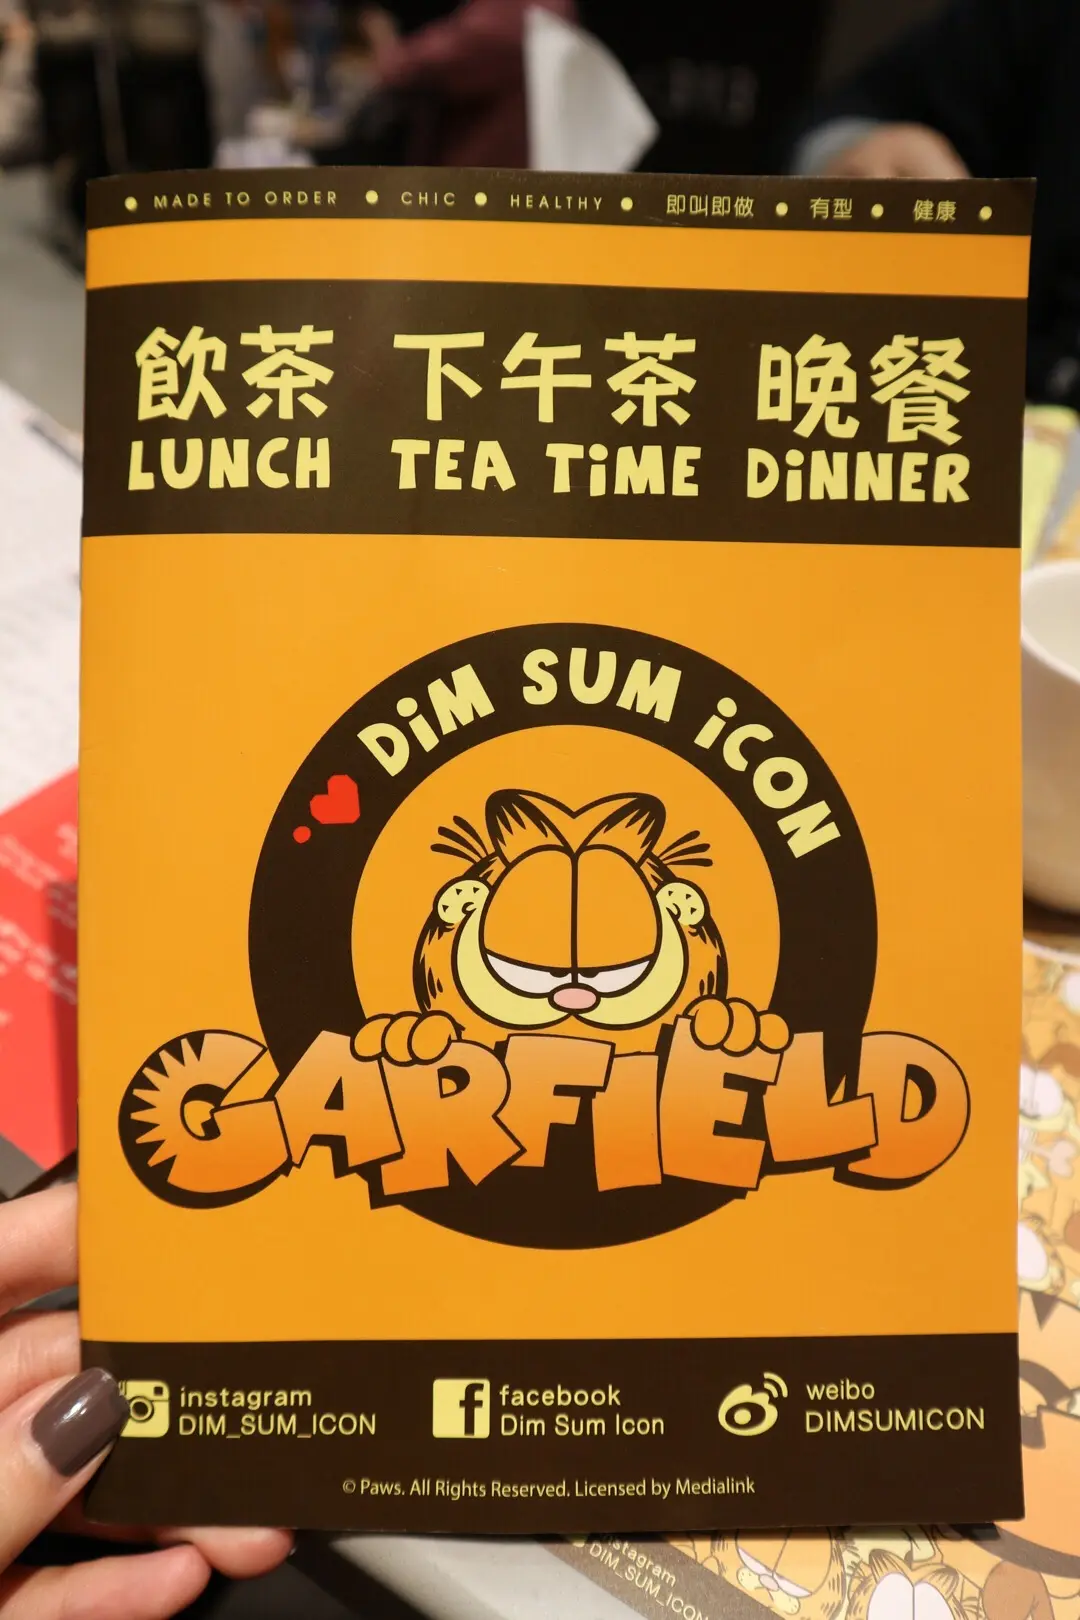 ● MADE TO ORDER ● CHIC ● HEALTHY ● 即叫即做 ● 有型 ● 健康 ●
飲茶 下午茶 晚餐
LUNCH TEA TiME DiNNER
DiM SUM iCON
GARFIELD
instagram
DIM_SUM_ICON
facebook
Dim Sum Icon
weibo
DIMSUMICON
© Paws. All Rights Reserved. Licensed by Medialink
instagram
DIM_SUM_ICON